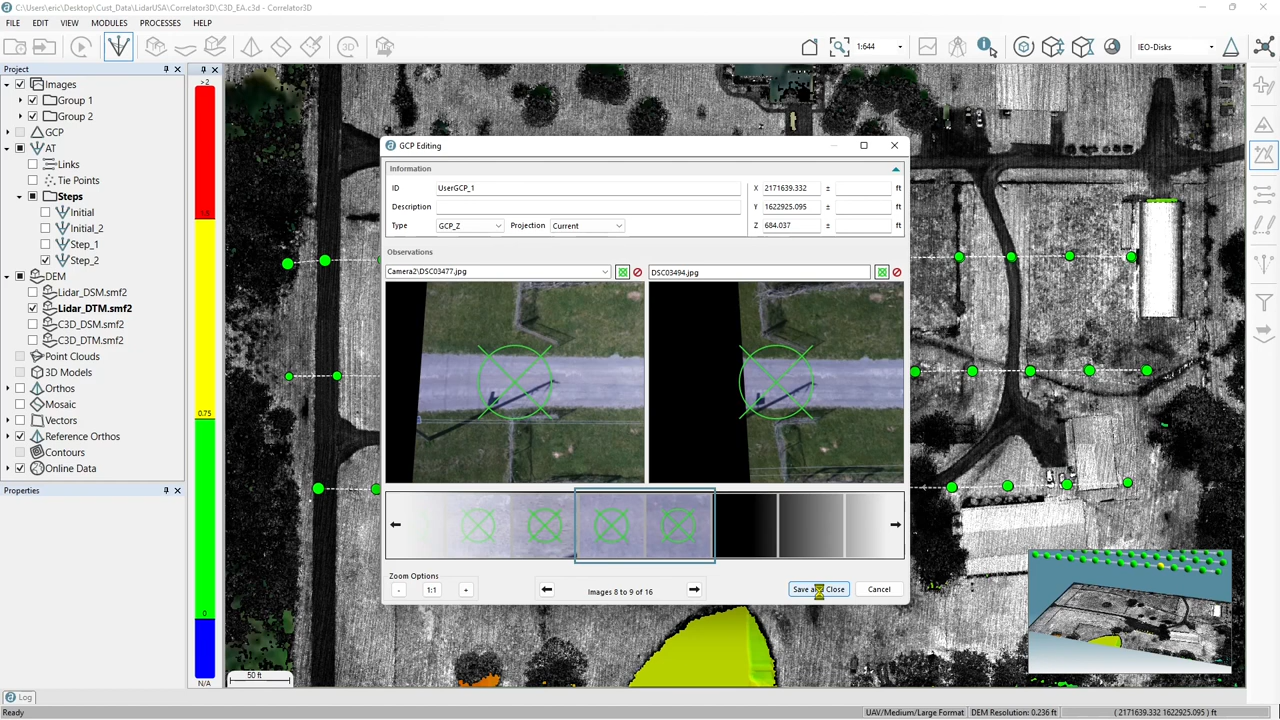 C:\Users\eric\Desktop\Cust_Data\LidarUSA\Correlator3D\C3D_EA.c3d - Correlator3D
FILE EDIT VIEW MODULES PROCESSES HELP
1:644
IEO-Disks
Project
Images
Group 1
Group 2
GCP
AT
Links
Tie Points
Steps
Initial
Initial_2
Step_1
Step_2
DEM
Lidar_DSM.smf2
Lidar_DTM.smf2
C3D_DSM.smf2
C3D_DTM.smf2
Point Clouds
3D Models
Orthos
Mosaic
Vectors
Reference Orthos
Contours
Online Data
Properties
>2
1.5
0.75
0
N/A
GCP Editing
Information
ID UserGCP_1 X 2171639.332 ± ft
Description Y 1622925.095 ± ft
Type GCP_Z Projection Current Z 684.037 ± ft
Observations
Camera2\DSC03477.jpg DSC03494.jpg
Zoom Options
- 1:1 + Images 8 to 9 of 16 Save and Close Cancel
50 ft
Log
Ready UAV/Medium/Large Format DEM Resolution: 0.236 ft ( 2171639.332 1622925.095 ) ft